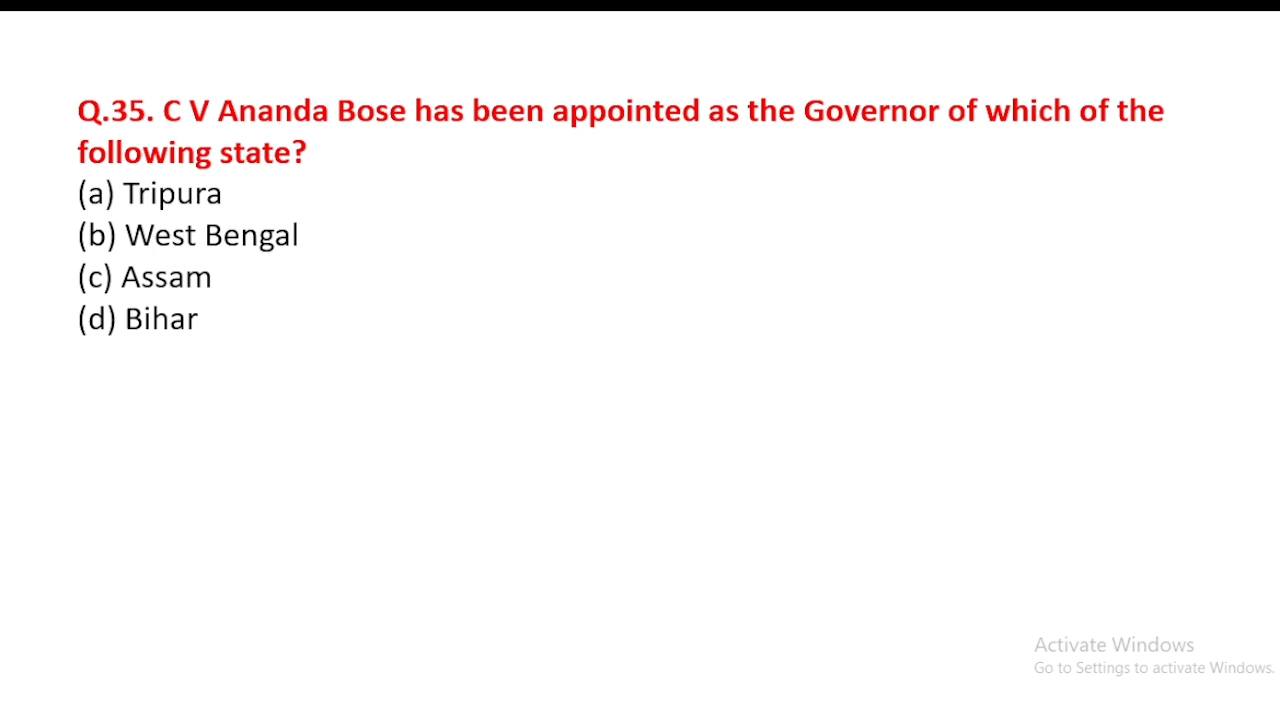 Q.35. C V Ananda Bose has been appointed as the Governor of which of the
following state?
(a) Tripura
(b) West Bengal
(c) Assam
(d) Bihar
Activate Windows
Go to Settings to activate Windows.